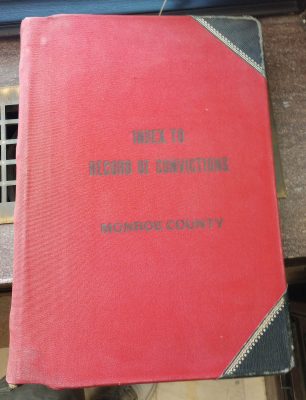 INDEX TO
RECORD OF CONVICTIONS
MONROE COUNTY